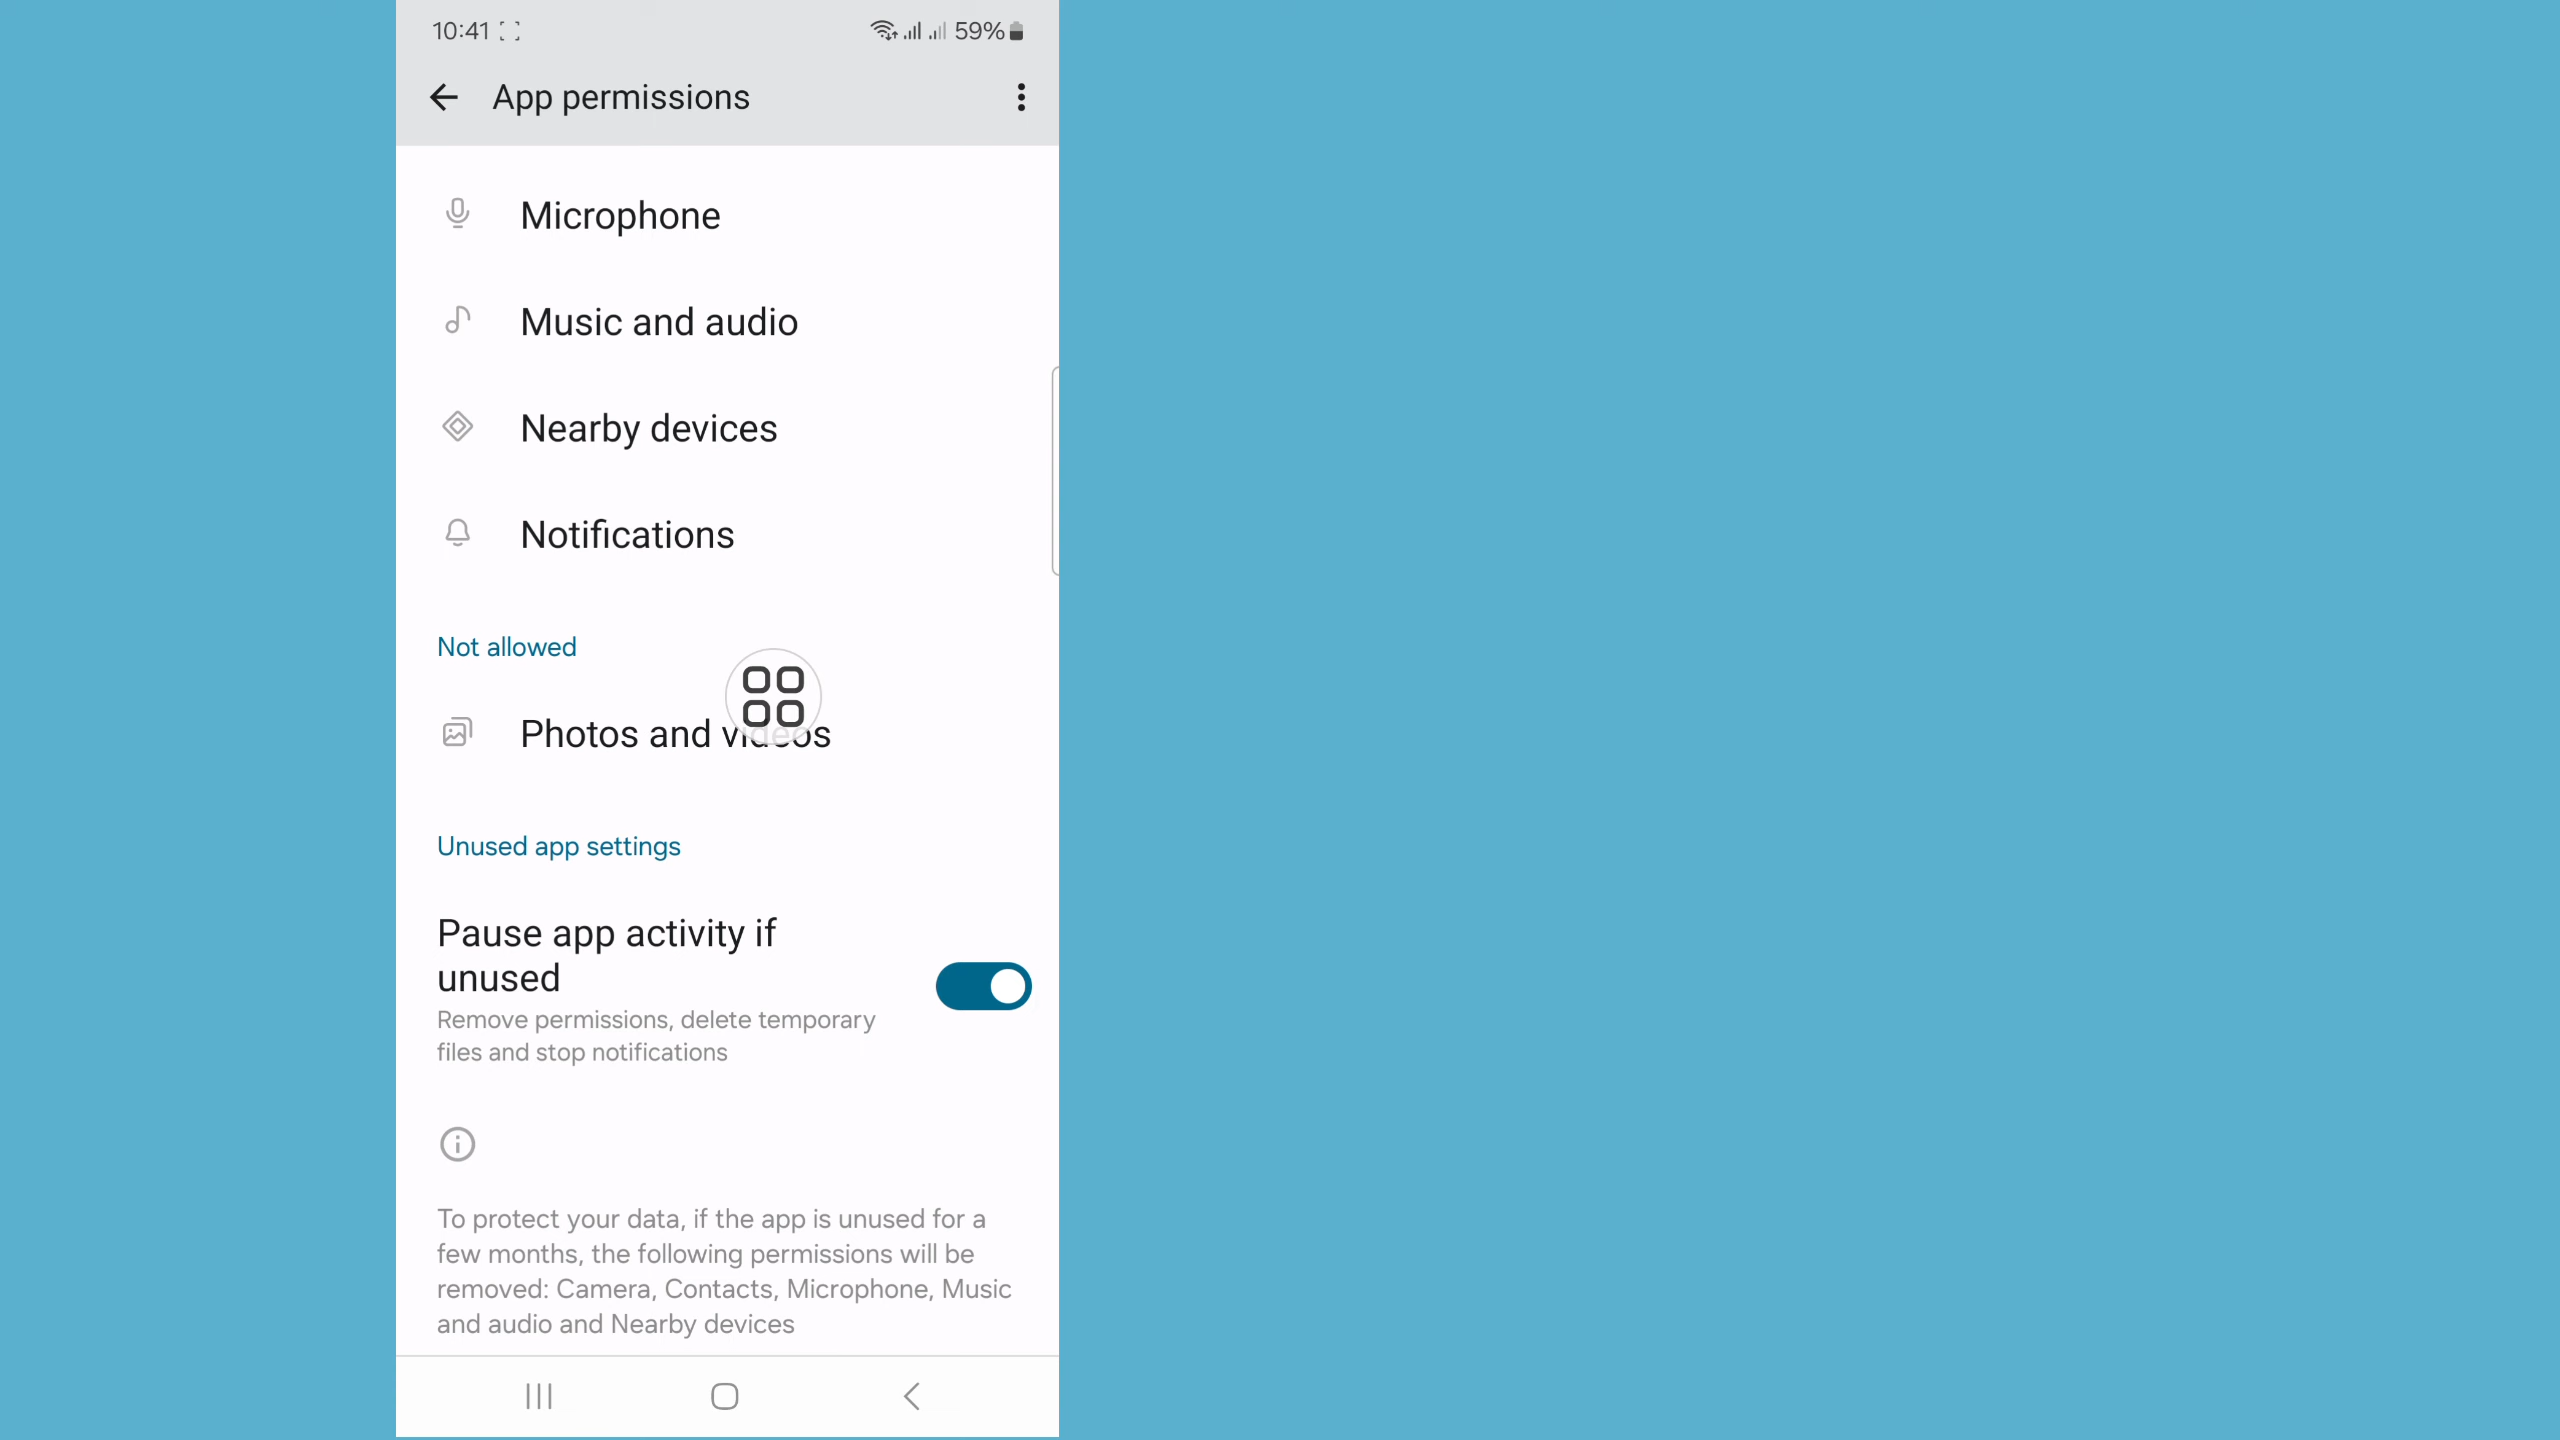 10:41
59%
App permissions
Microphone
Music and audio
Nearby devices
Notifications
Not allowed
Photos and videos
Unused app settings
Pause app activity if
unused
Remove permissions, delete temporary
files and stop notifications
To protect your data, if the app is unused for a
few months, the following permissions will be
removed: Camera, Contacts, Microphone, Music
and audio and Nearby devices